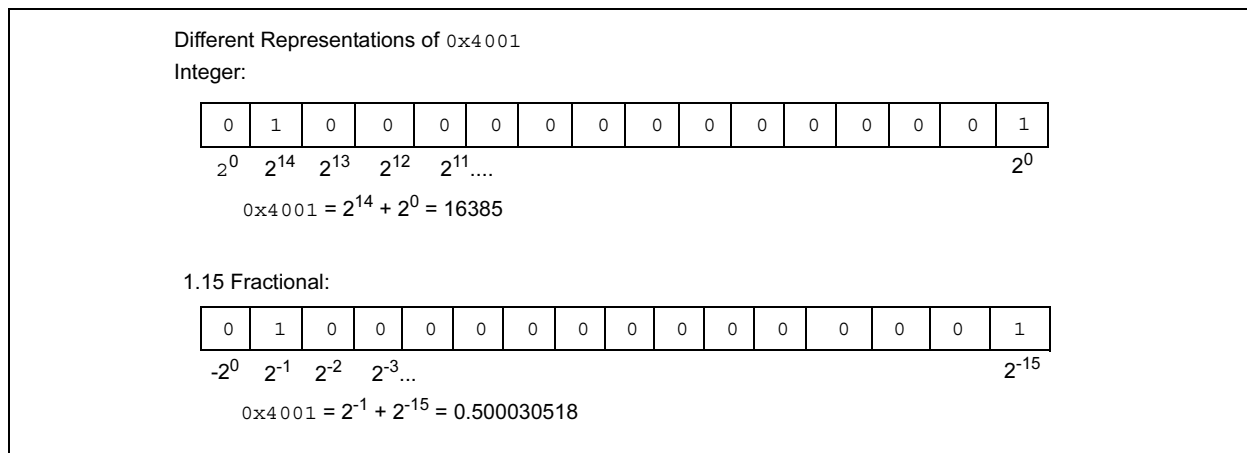 Different Representations of 0x4001
Integer:
0 1 0 0 0 0 0 0 0 0 0 0 0 0 0 1
2^0 2^14 2^13 2^12 2^11.... 2^0
0x4001 = 2^14 + 2^0 = 16385
1.15 Fractional:
0 1 0 0 0 0 0 0 0 0 0 0 0 0 0 1
-2^0 2^-1 2^-2 2^-3... 2^-15
0x4001 = 2^-1 + 2^-15 = 0.500030518